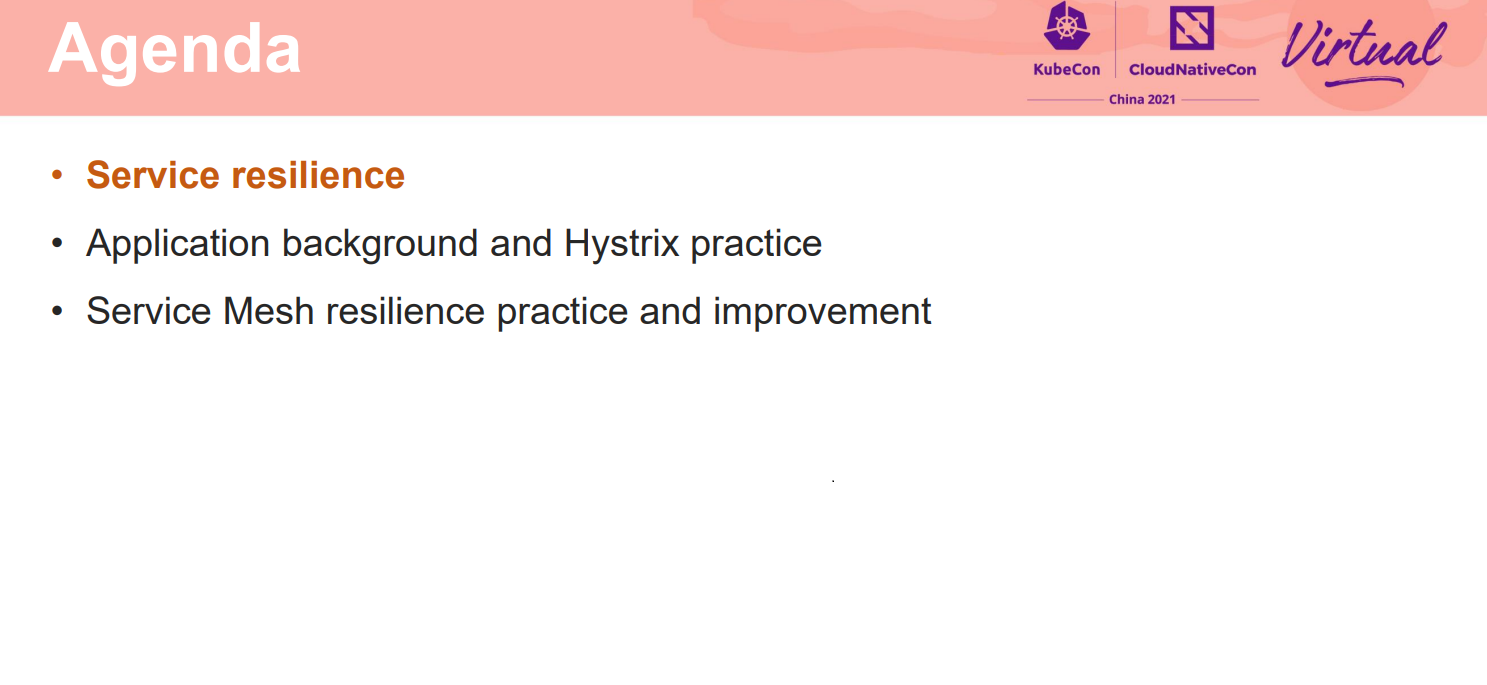 Agenda
KubeCon
CloudNativeCon
China 2021
Virtual
• Service resilience
• Application background and Hystrix practice
• Service Mesh resilience practice and improvement
.